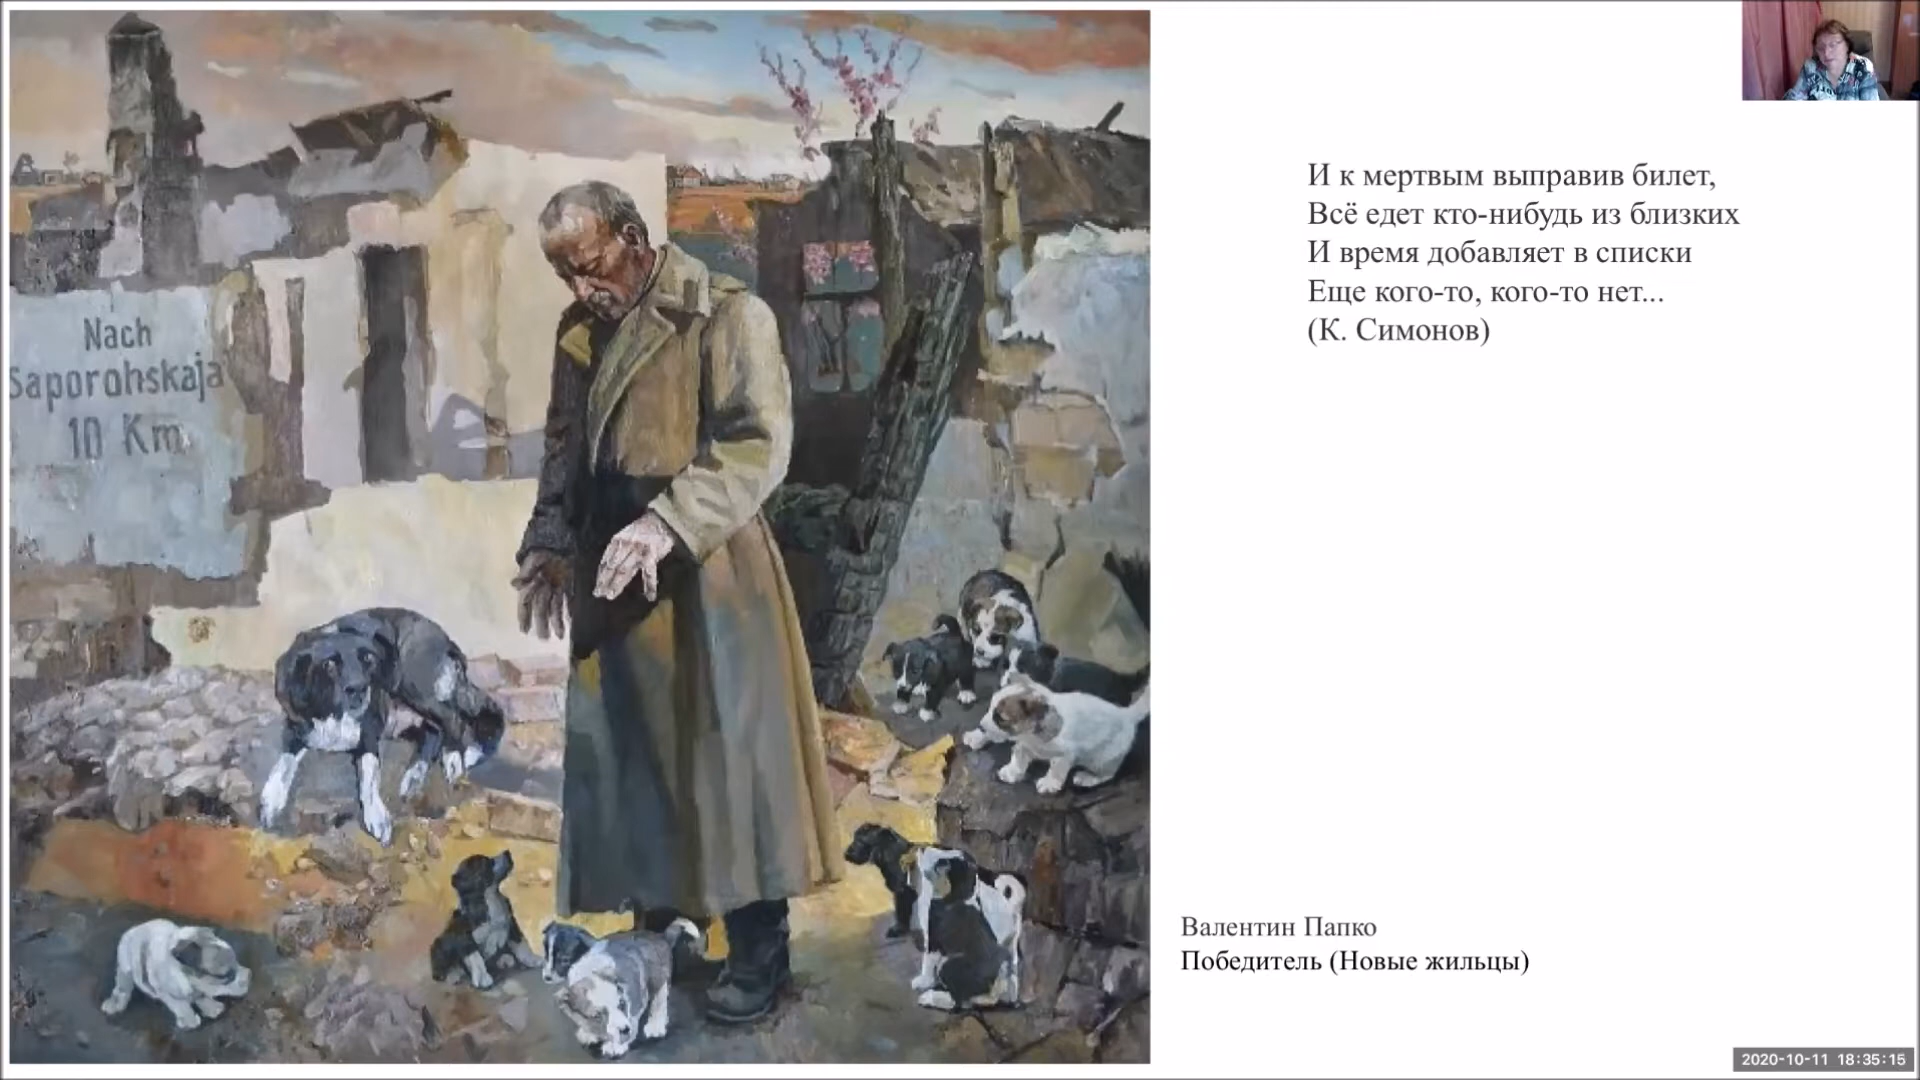 Nach
Saporohskaja
10 Km
И к мертвым выправив билет,
Всё едет кто-нибудь из близких
И время добавляет в списки
Еще кого-то, кого-то нет...
(К. Симонов)
Валентин Папко
Победитель (Новые жильцы)
2020-10-11 18:35:15